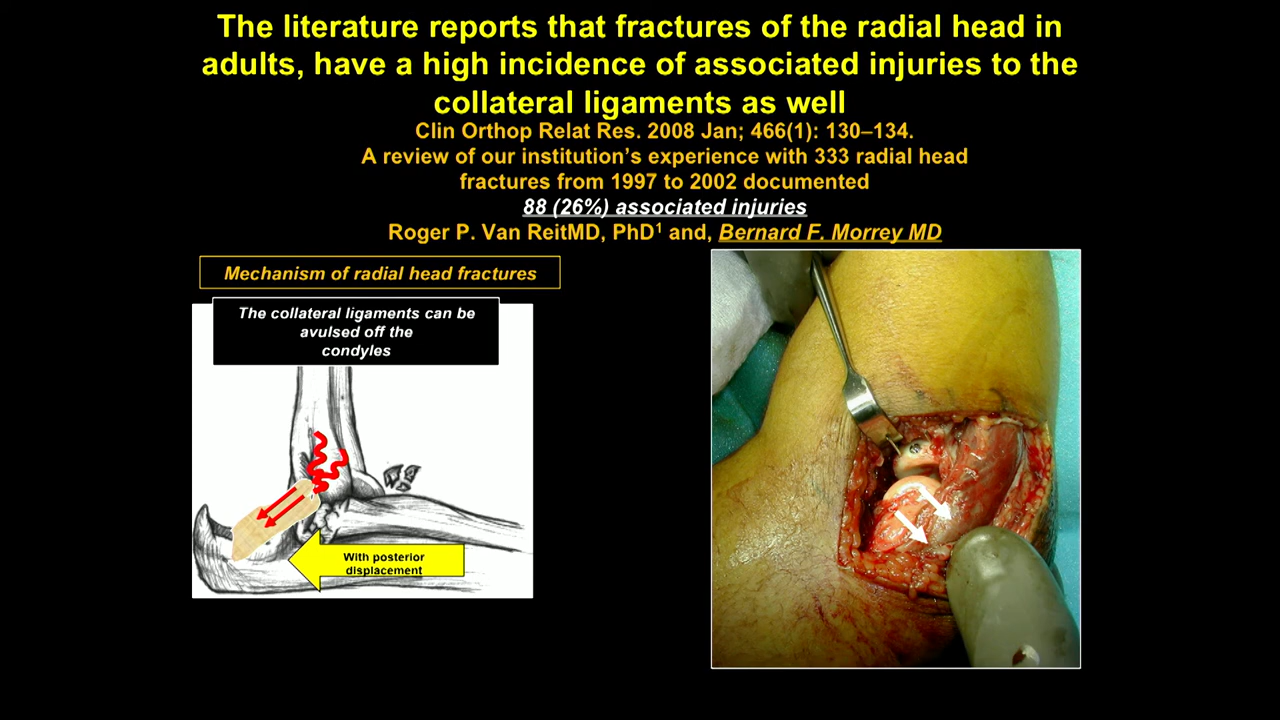 The literature reports that fractures of the radial head in
adults, have a high incidence of associated injuries to the
collateral ligaments as well
Clin Orthop Relat Res. 2008 Jan; 466(1): 130–134.
A review of our institution’s experience with 333 radial head
fractures from 1997 to 2002 documented
88 (26%) associated injuries
Roger P. Van ReitMD, PhD¹ and, Bernard F. Morrey MD
Mechanism of radial head fractures
The collateral ligaments can be
avulsed off the
condyles
With posterior
displacement